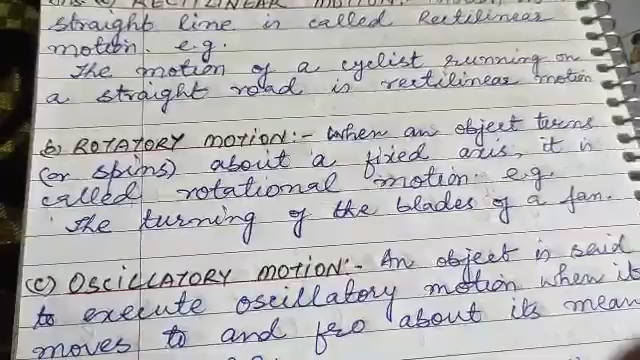 RECTILINEAR MOTION
straight line is called Rectilinear
motion. e.g.
The motion of a cyclist running on
a straight road is rectilinear motion
b) ROTATORY MOTION:- When an object turns
(or spins) about a fixed axis, it is
called rotational motion. e.g.
The turning of the blades of a fan.
(c) OSCILLATORY MOTION:- An object is said
to execute oscillatory motion when it
moves to and fro about its mean